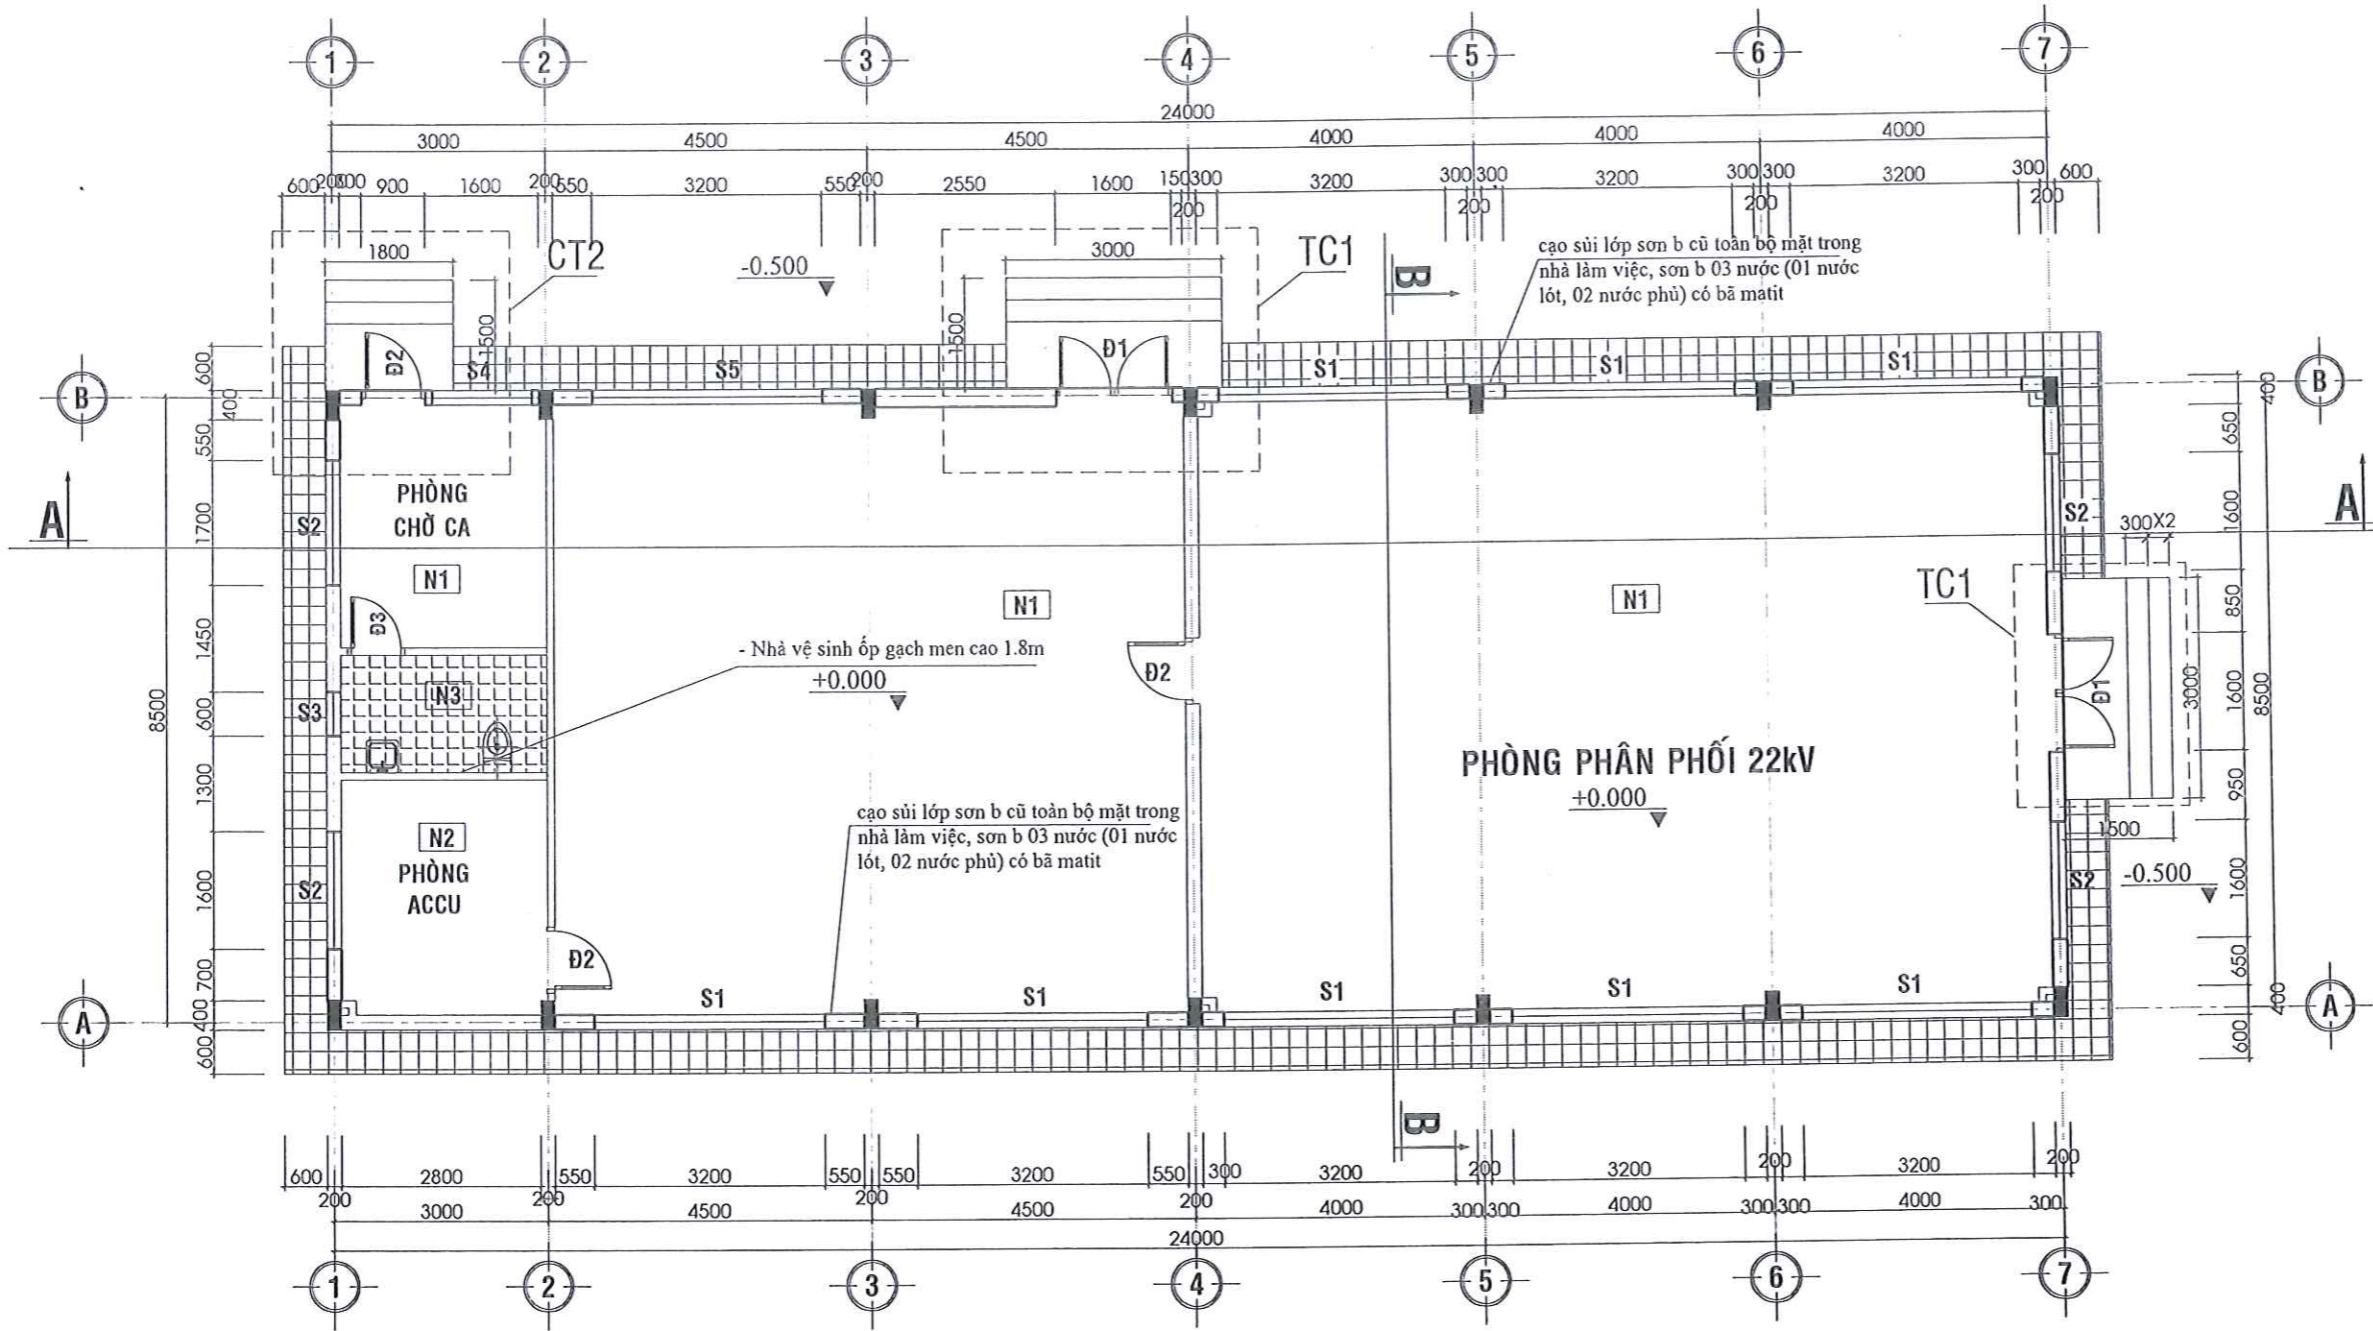 1 2 3 4 5 6 7
24000
3000 4500 4500 4000 4000 4000
600 200 300 900 1600 200 550 3200 550 200 2550 1600 150 300 3200 300 300 3200 300 300 3200 300 600
200 200 200 200
1800 CT2 -0.500 3000 TC1
cạo sủi lớp sơn b cũ toàn bộ mặt trong
nhà làm việc, sơn b 03 nước (01 nước
lót, 02 nước phủ) có bã matit
B
1500 1500
600 Đ2 S4 S5 Đ1 S1 S1 S1
B 400 B 400
550 650
PHÒNG
CHỜ CA
A S2 1700 S2 1600 300X2 A
N1 N1 N1 TC1
Đ3 1450 850
- Nhà vệ sinh ốp gạch men cao 1.8m
+0.000
Đ2
N3
8500 600 S3 Đ1 3000 1600 8500
PHÒNG PHÂN PHỐI 22kV
+0.000
1300 950
cạo sủi lớp sơn b cũ toàn bộ mặt trong
nhà làm việc, sơn b 03 nước (01 nước
lót, 02 nước phủ) có bã matit
1500
N2
PHÒNG
ACCU
1600 S2 S2 -0.500 1600
Đ2
700 S1 S1 S1 S1 S1 650
A 400 400 A
600 600
B
600 2800 550 3200 550 550 3200 550 300 3200 200 3200 200 3200 200
200 200 200 200
3000 4500 4500 4000 300 300 4000 300 300 4000 300
24000
1 2 3 4 5 6 7